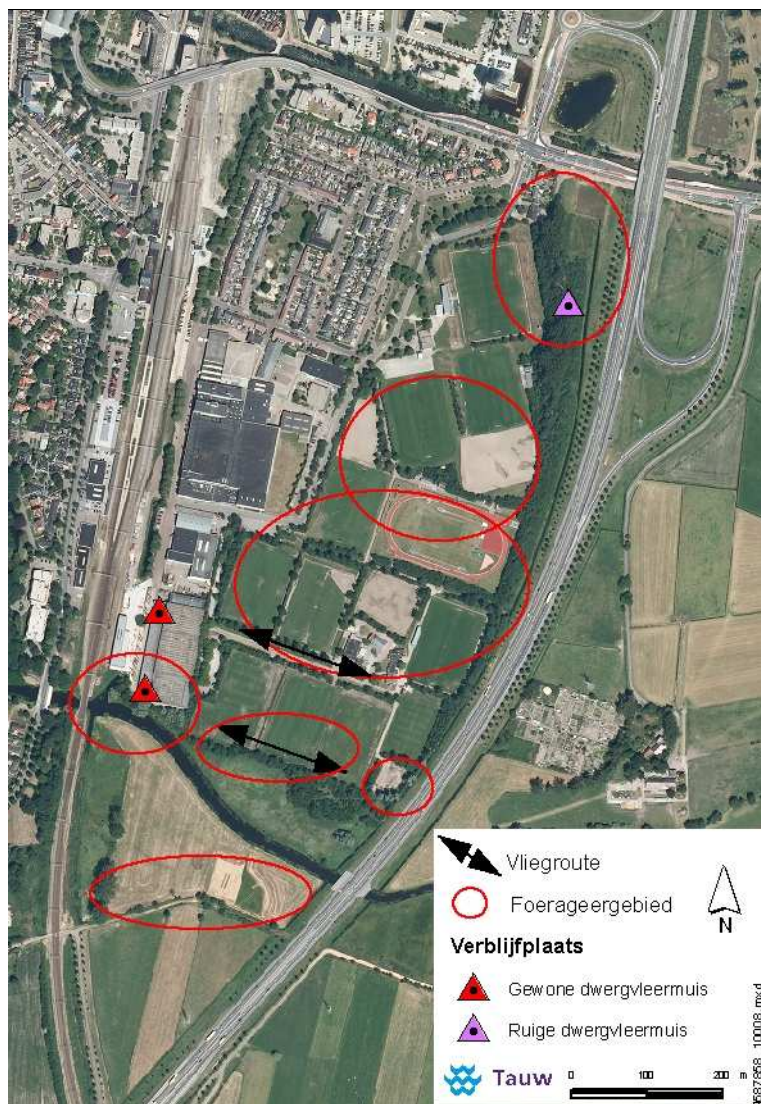 Vliegroute
Foerageergebied
N
Verblijfplaats
Gewone dwergvleermuis
Ruige dwergvleermuis
Tauw
0 100 200 m